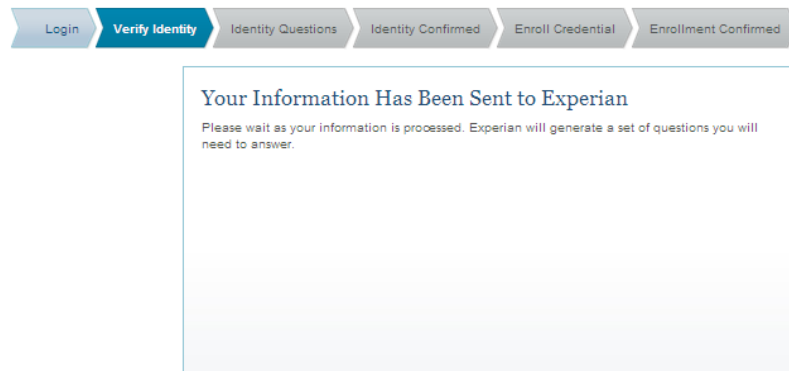 Login Verify Identity Identity Questions Identity Confirmed Enroll Credential Enrollment Confirmed
Your Information Has Been Sent to Experian
Please wait as your information is processed. Experian will generate a set of questions you will
need to answer.